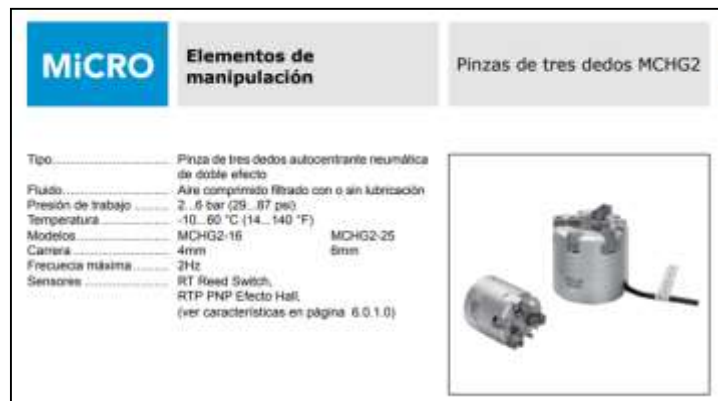 MiCRO
Elementos de
manipulación
Pinzas de tres dedos MCHG2
Tipo.......................... Pinza de tres dedos autocentrante neumática
de doble efecto
Fluido......................... Aire comprimido filtrado con o sin lubricación
Presión de trabajo ......... 2...6 bar (29...87 psi)
Temperatura ................. -10...60 °C (14...140 °F)
Modelos...................... MCHG2-16 MCHG2-25
Carrera ....................... 4mm 6mm
Frecuecia máxima ......... 2Hz
Sensores ..................... RT Reed Switch,
RTP PNP Efecto Hall,
(ver características en página 6.0.1.0)